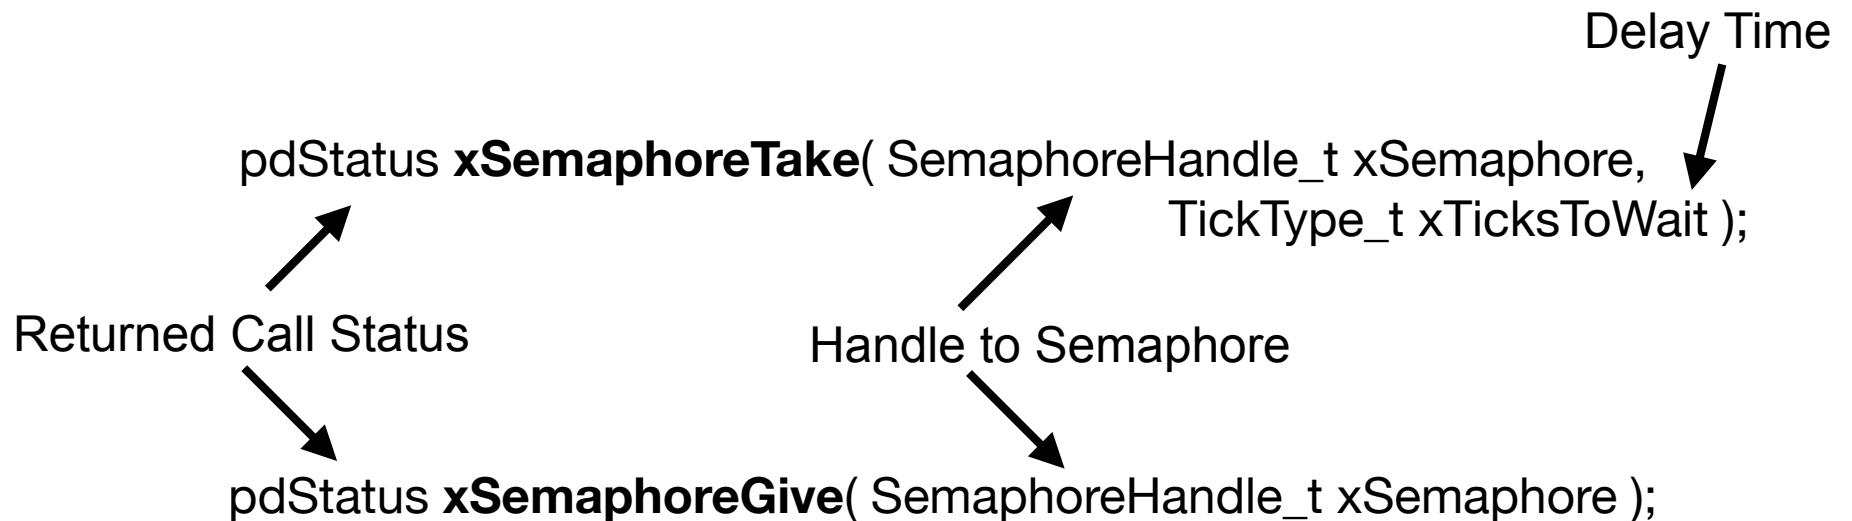 Delay Time
pdStatus xSemaphoreTake( SemaphoreHandle_t xSemaphore,
TickType_t xTicksToWait );
Returned Call Status
Handle to Semaphore
pdStatus xSemaphoreGive( SemaphoreHandle_t xSemaphore );